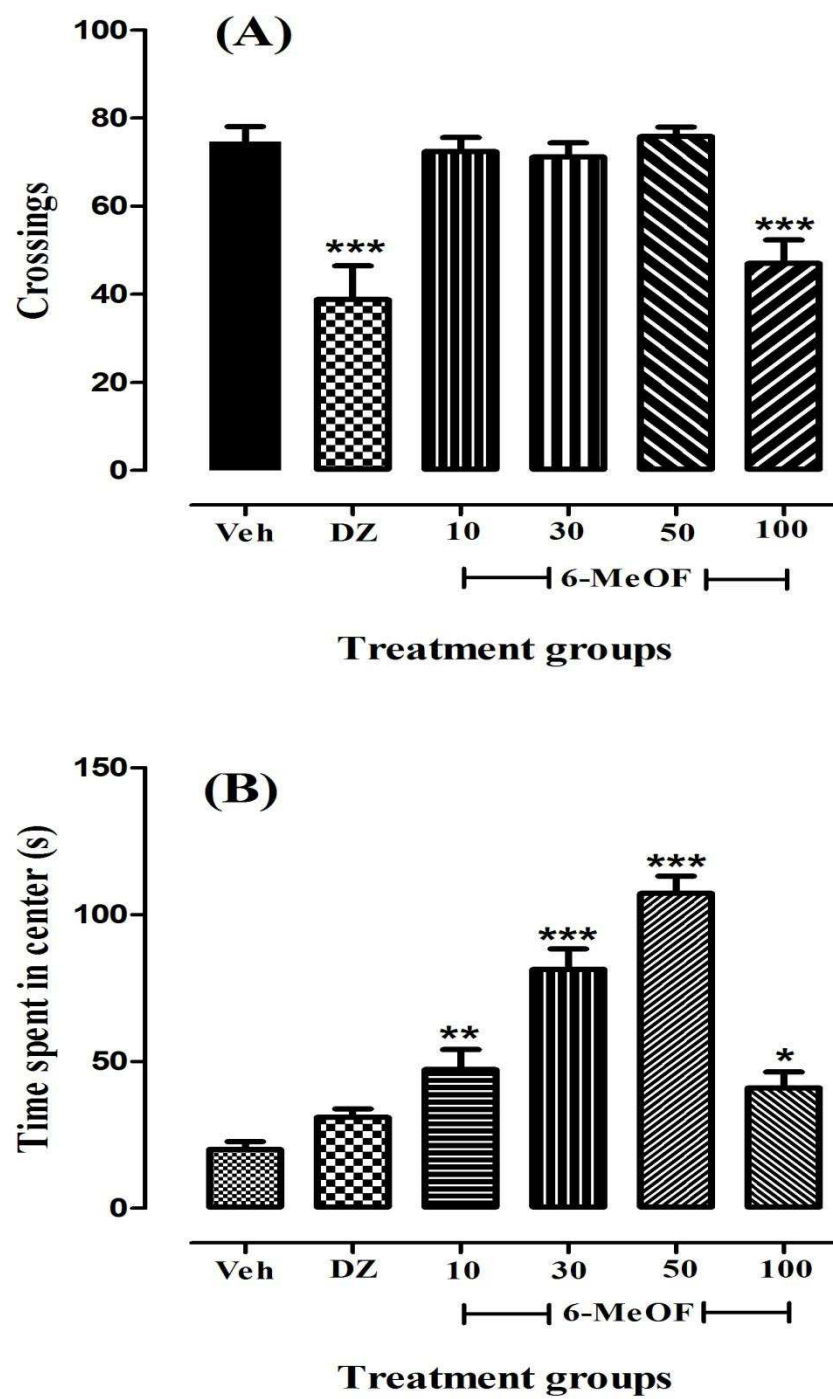 (A)
Crossings
100
80
60
40
20
0
***
***
Veh DZ 10 30 50 100
6-MeOF
Treatment groups
(B)
Time spent in center (s)
150
100
50
0
**
***
***
*
Veh DZ 10 30 50 100
6-MeOF
Treatment groups